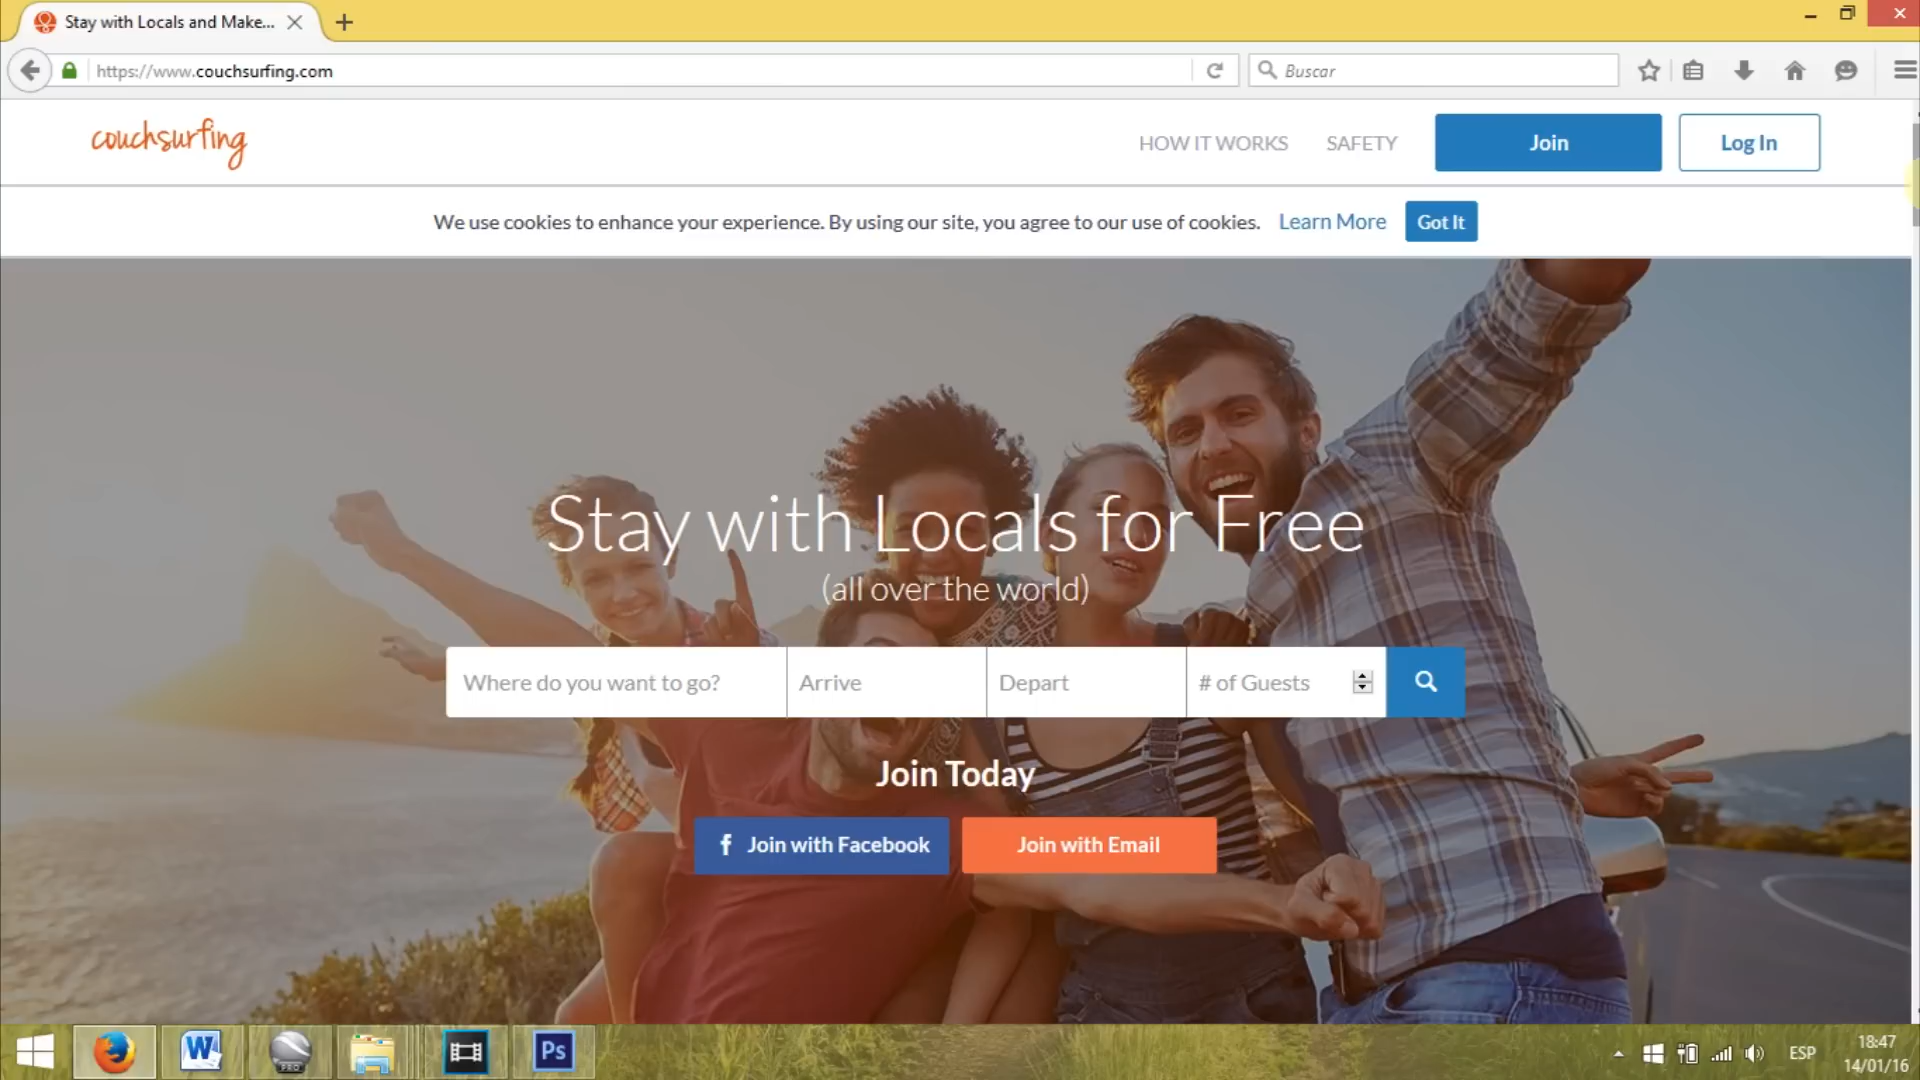 Stay with Locals and Make...
https://www.couchsurfing.com
Buscar
couchsurfing
HOW IT WORKS
SAFETY
Join
Log In
We use cookies to enhance your experience. By using our site, you agree to our use of cookies. Learn More
Got It
Stay with Locals for Free
(all over the world)
Where do you want to go?
Arrive
Depart
# of Guests
Join Today
f Join with Facebook
Join with Email
W
PRO
Ps
ESP
18:47
14/01/16